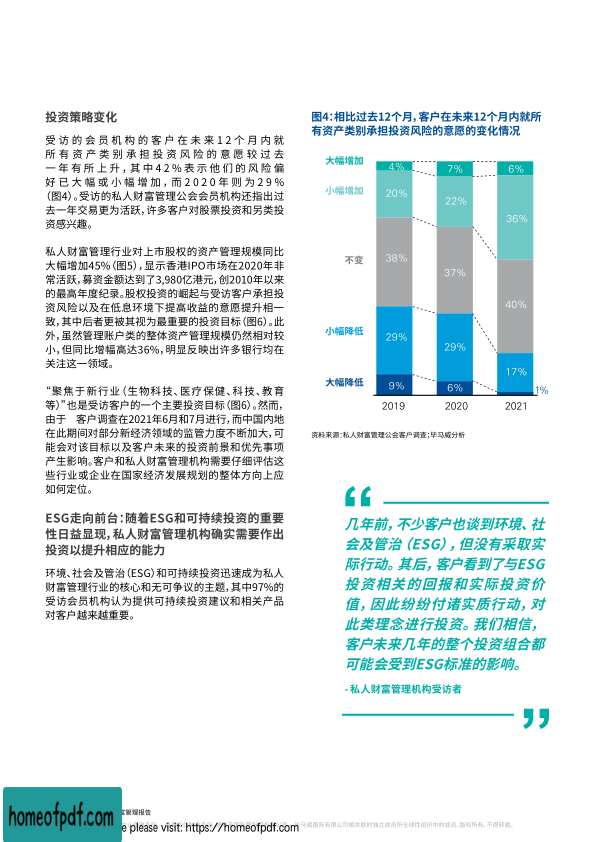 投资策略变化
受访的会员机构的客户在未来12个月内就
所有资产类别承担投资风险的意愿较过去
一年有所上升，其中42%表示他们的风险偏
好已大幅或小幅增加，而2020年则为29%
（图4）。受访的私人财富管理公会会员机构还指出过
去一年交易更为活跃，许多客户对股票投资和另类投
资感兴趣。
私人财富管理行业对上市股权的资产管理规模同比
大幅增加45%（图5），显示香港IPO市场在2020年非
常活跃，募资金额达到了3,980亿港元，创2010年以来
的最高年度纪录。股权投资的崛起与受访客户承担投
资风险以及在低息环境下提高收益的意愿提升相一
致，其中后者更被其视为最重要的投资目标（图6）。此
外，虽然管理账户类的整体资产管理规模仍然相对较
小，但同比增幅高达36%，明显反映出许多银行均在
关注这一领域。
“聚焦于新行业（生物科技、医疗保健、科技、教育
等）”也是受访客户的一个主要投资目标（图6）。然而，
由于 客户调查在2021年6月和7月进行，而中国内地
在此期间对部分新经济领域的监管力度不断加大，可
能会对该目标以及客户未来的投资前景和优先事项
产生影响。客户和私人财富管理机构需要仔细评估这
些行业或企业在国家经济发展规划的整体方向上应
如何定位。
ESG走向前台：随着ESG和可持续投资的重要
性日益显现，私人财富管理机构确实需要作出
投资以提升相应的能力
环境、社会及管治（ESG）和可持续投资迅速成为私人
财富管理行业的核心和无可争议的主题，其中97%的
受访会员机构认为提供可持续投资建议和相关产品
对客户越来越重要。
图4：相比过去12个月，客户在未来12个月内就所
有资产类别承担投资风险的意愿的变化情况
大幅增加
4%
7%
6%
小幅增加
20%
22%
36%
不变
38%
37%
40%
小幅降低
29%
29%
17%
大幅降低
9%
6%
1%
2019
2020
2021
资料来源：私人财富管理公会客户调查；毕马威分析
几年前，不少客户也谈到环境、社
会及管治（ESG），但没有采取实
际行动。其后，客户看到了与ESG
投资相关的回报和实际投资价
值，因此纷纷付诸实质行动，对
此类理念进行投资。我们相信，
客户未来几年的整个投资组合都
可能会受到ESG标准的影响。
- 私人财富管理机构受访者
富管理报告
homeofpdf.com
e please visit: https://homeofpdf.com
马威国际有限公司相关联的独立成员所全球性组织中的成员。版权所有，不得转载。